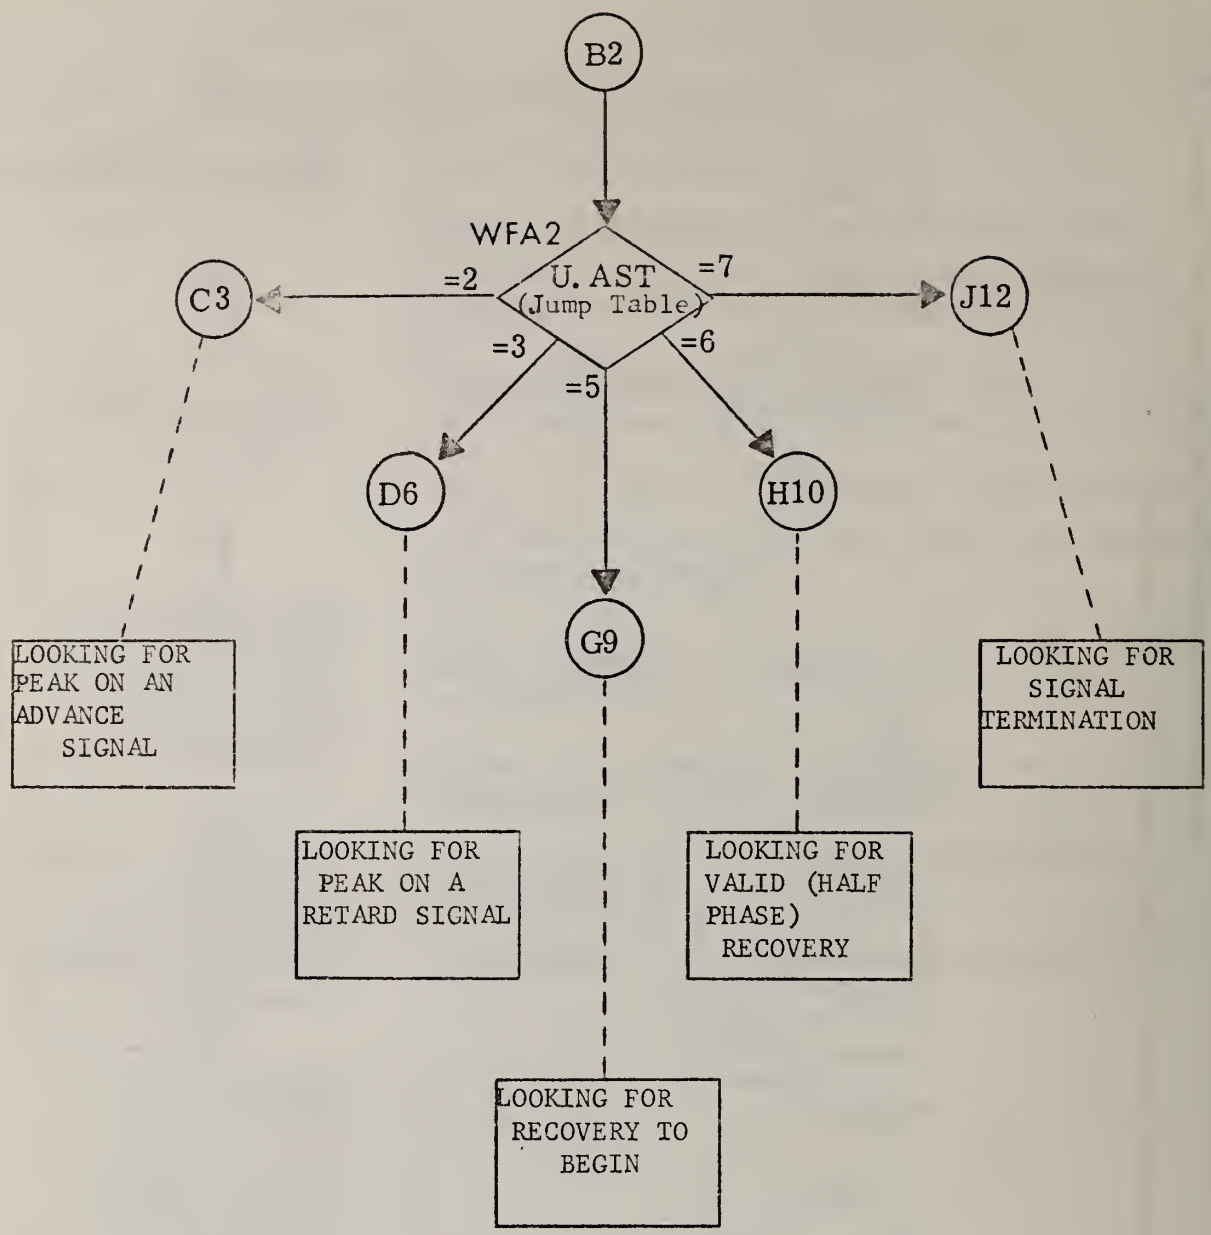 B2
WFA2
U. AST
(Jump Table)
=2
=7
=3
=6
=5
C3
J12
D6
H10
G9
LOOKING FOR
PEAK ON AN
ADVANCE
SIGNAL
LOOKING FOR
SIGNAL
TERMINATION
LOOKING FOR
PEAK ON A
RETARD SIGNAL
LOOKING FOR
VALID (HALF
PHASE)
RECOVERY
LOOKING FOR
RECOVERY TO
BEGIN